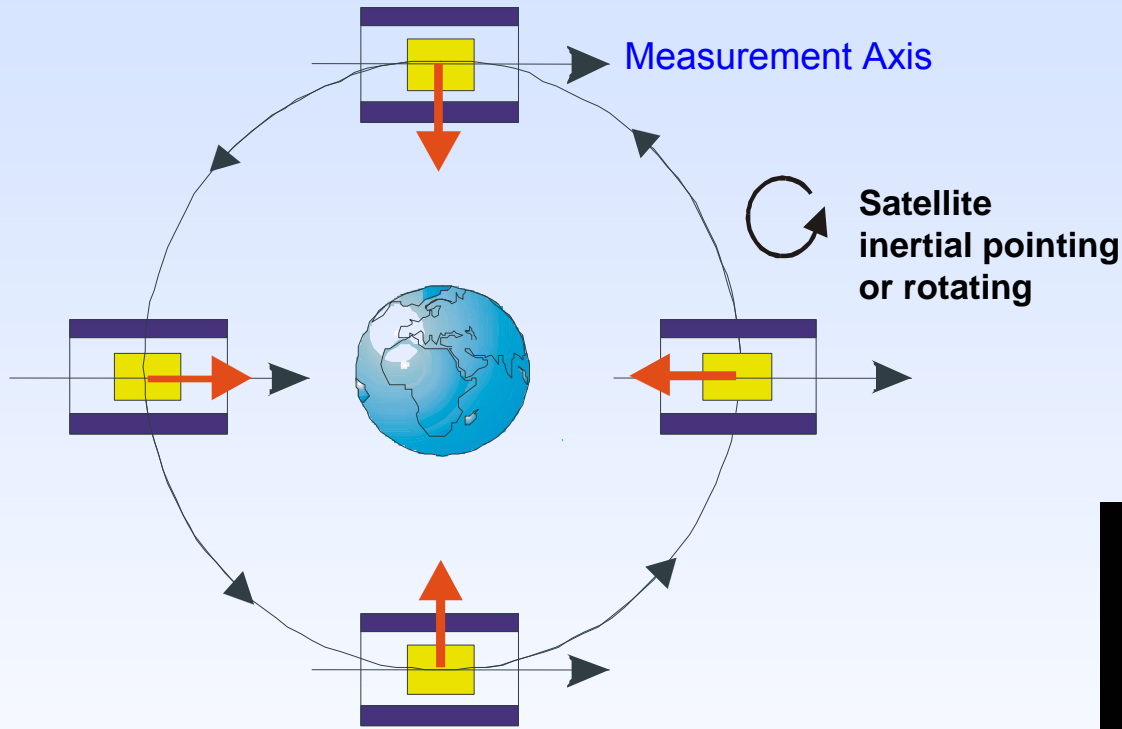 Measurement Axis
Satellite
inertial pointing
or rotating